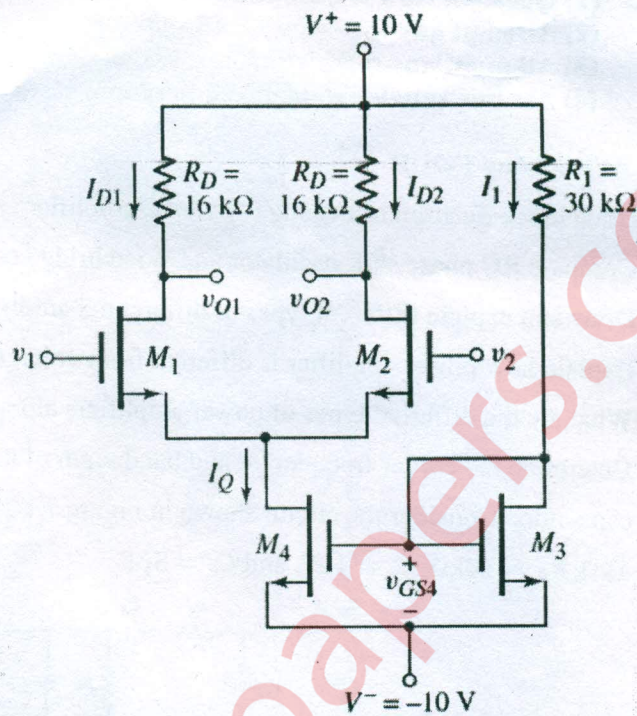 V⁺ = 10 V
I_D1
R_D =
16 kΩ
R_D =
16 kΩ
I_D2
I_1
R_1 =
30 kΩ
v_O1
v_O2
v_1
M_1
M_2
v_2
I_Q
M_4
+
v_GS4
−
M_3
V⁻ = −10 V
papers.c